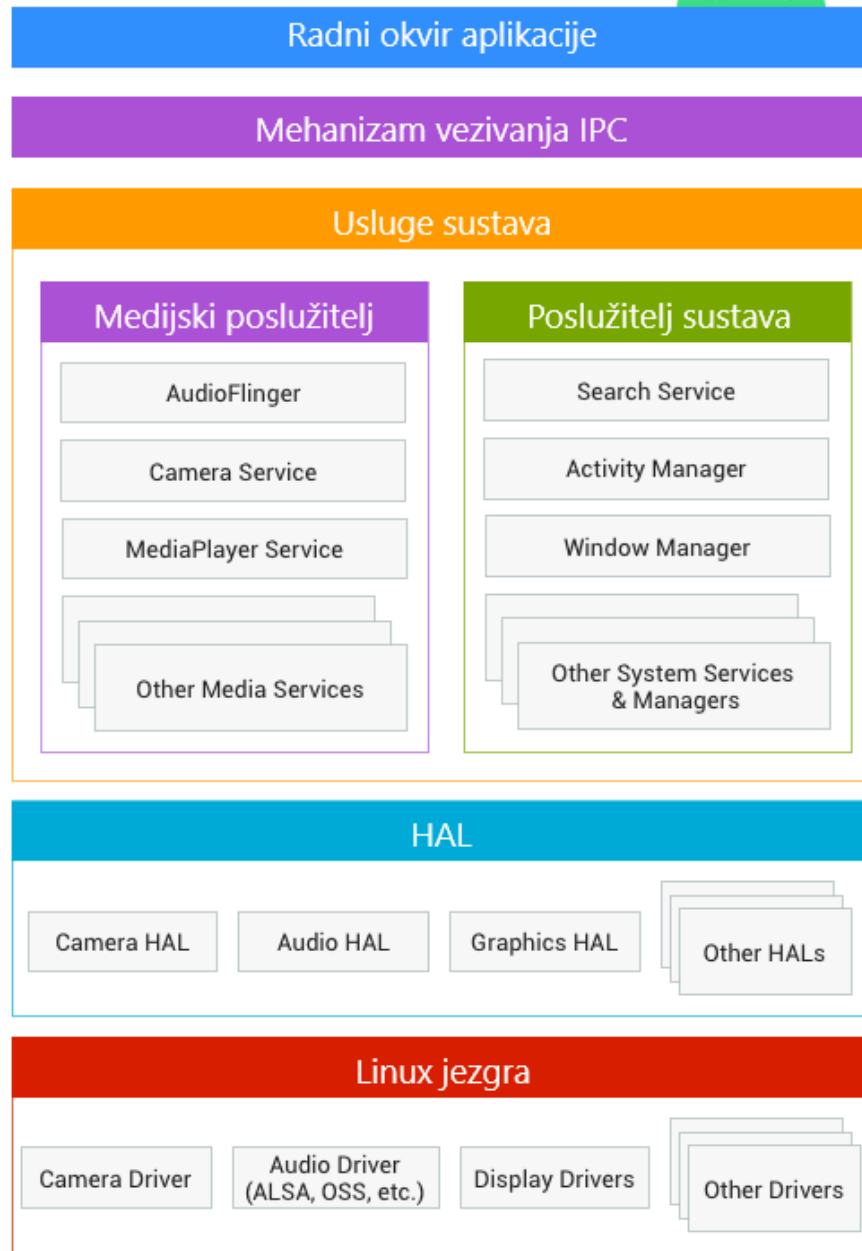 Radni okvir aplikacije
Mehanizam vezivanja IPC
Usluge sustava
Medijski poslužitelj
AudioFlinger
Camera Service
MediaPlayer Service
Other Media Services
Poslužitelj sustava
Search Service
Activity Manager
Window Manager
Other System Services
& Managers
HAL
Camera HAL
Audio HAL
Graphics HAL
Other HALs
Linux jezgra
Camera Driver
Audio Driver
(ALSA, OSS, etc.)
Display Drivers
Other Drivers